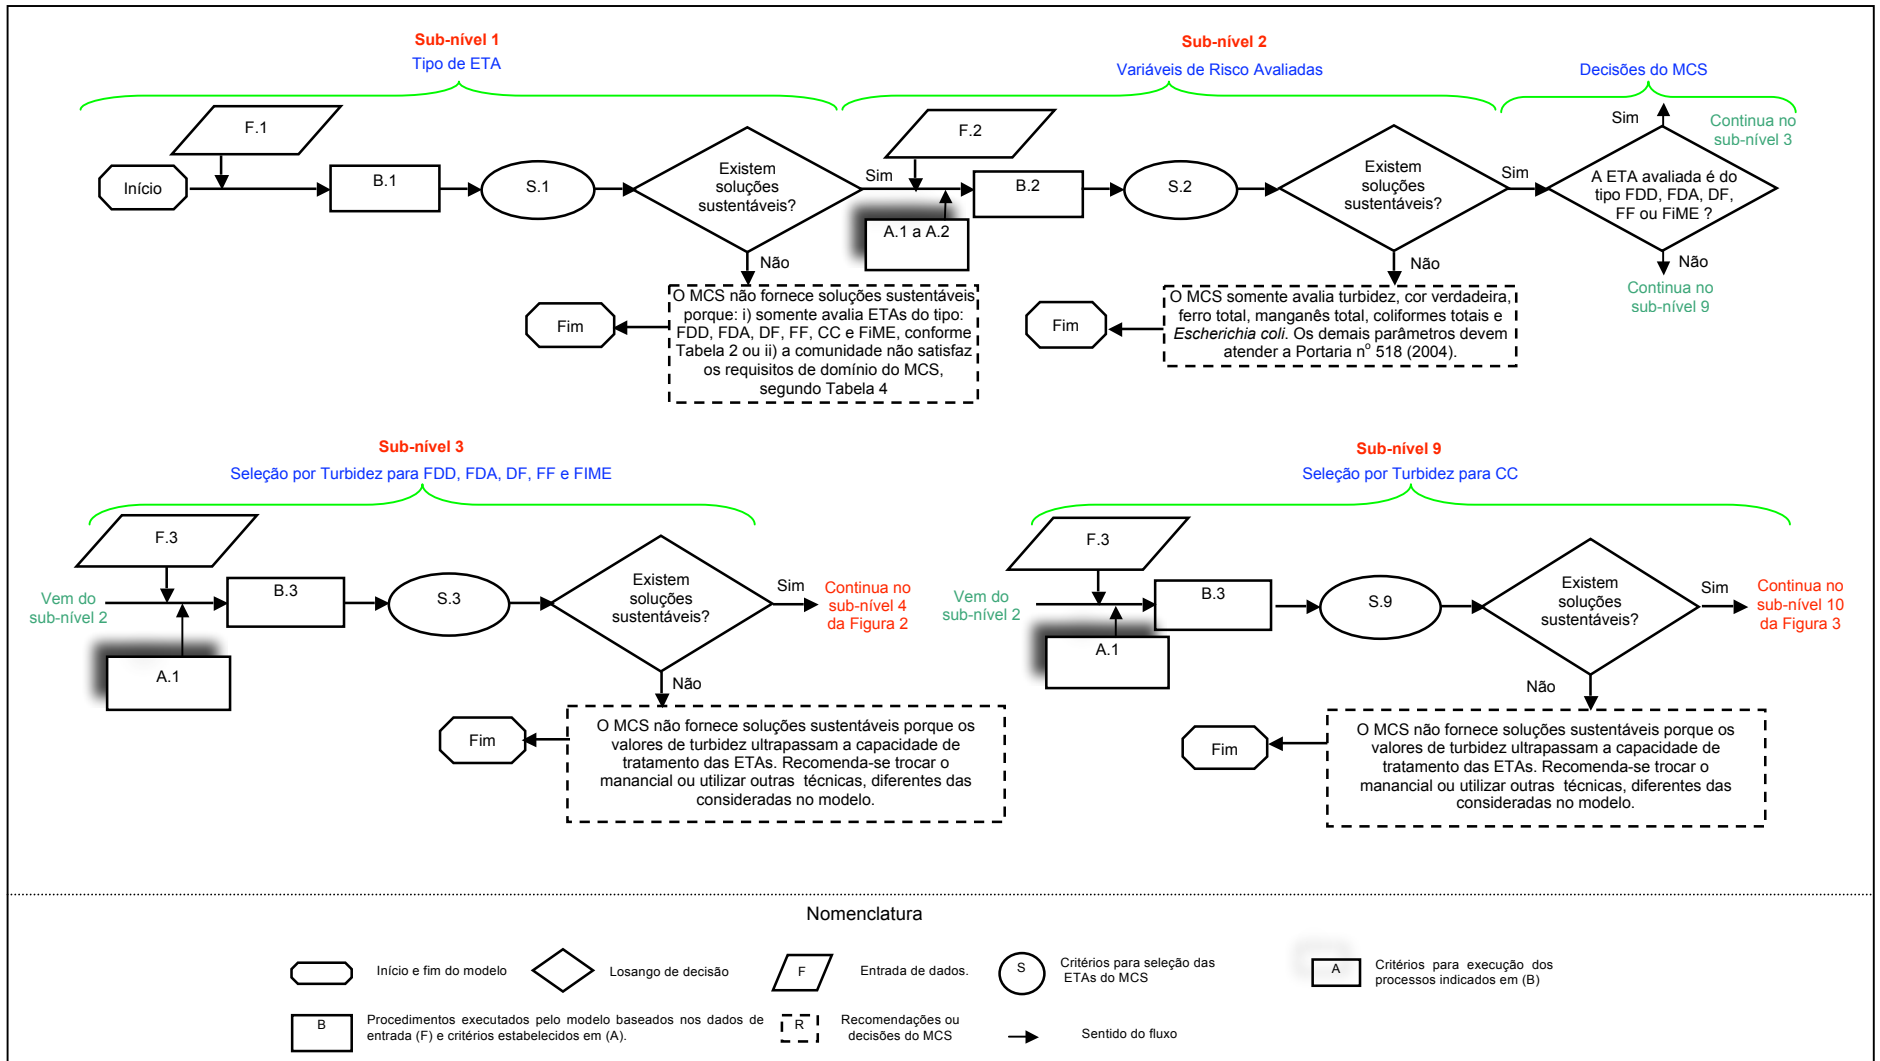 Sub-nível 1
Tipo de ETA
Sub-nível 2
Variáveis de Risco Avaliadas
Decisões do MCS
F.1
Início
B.1
S.1
Existem
soluções
sustentáveis?
Sim
Não
F.2
A.1 a A.2
B.2
S.2
Existem
soluções
sustentáveis?
Sim
Não
Sim
Continua no
sub-nível 3
A ETA avaliada é do
tipo FDD, FDA, DF,
FF ou FiME ?
Não
Continua no
sub-nível 9
Fim
O MCS não fornece soluções sustentáveis
porque: i) somente avalia ETAs do tipo:
FDD, FDA, DF, FF, CC e FiME, conforme
Tabela 2 ou ii) a comunidade não satisfaz
os requisitos de domínio do MCS,
segundo Tabela 4
Fim
O MCS somente avalia turbidez, cor verdadeira,
ferro total, manganês total, coliformes totais e
Escherichia coli. Os demais parâmetros devem
atender a Portaria nº 518 (2004).
Sub-nível 3
Seleção por Turbidez para FDD, FDA, DF, FF e FIME
F.3
Vem do
sub-nível 2
A.1
B.3
S.3
Existem
soluções
sustentáveis?
Sim
Continua no
sub-nível 4
da Figura 2
Não
Fim
O MCS não fornece soluções sustentáveis porque os
valores de turbidez ultrapassam a capacidade de
tratamento das ETAs. Recomenda-se trocar o
manancial ou utilizar outras técnicas, diferentes das
consideradas no modelo.
Sub-nível 9
Seleção por Turbidez para CC
F.3
Vem do
sub-nível 2
A.1
B.3
S.9
Existem
soluções
sustentáveis?
Sim
Continua no
sub-nível 10
da Figura 3
Não
Fim
O MCS não fornece soluções sustentáveis porque os
valores de turbidez ultrapassam a capacidade de
tratamento das ETAs. Recomenda-se trocar o
manancial ou utilizar outras técnicas, diferentes das
consideradas no modelo.
Nomenclatura
Início e fim do modelo
Losango de decisão
F
Entrada de dados.
S
Critérios para seleção das
ETAs do MCS
A
Critérios para execução dos
processos indicados em (B)
B
Procedimentos executados pelo modelo baseados nos dados de
entrada (F) e critérios estabelecidos em (A).
R
Recomendações ou
decisões do MCS
Sentido do fluxo